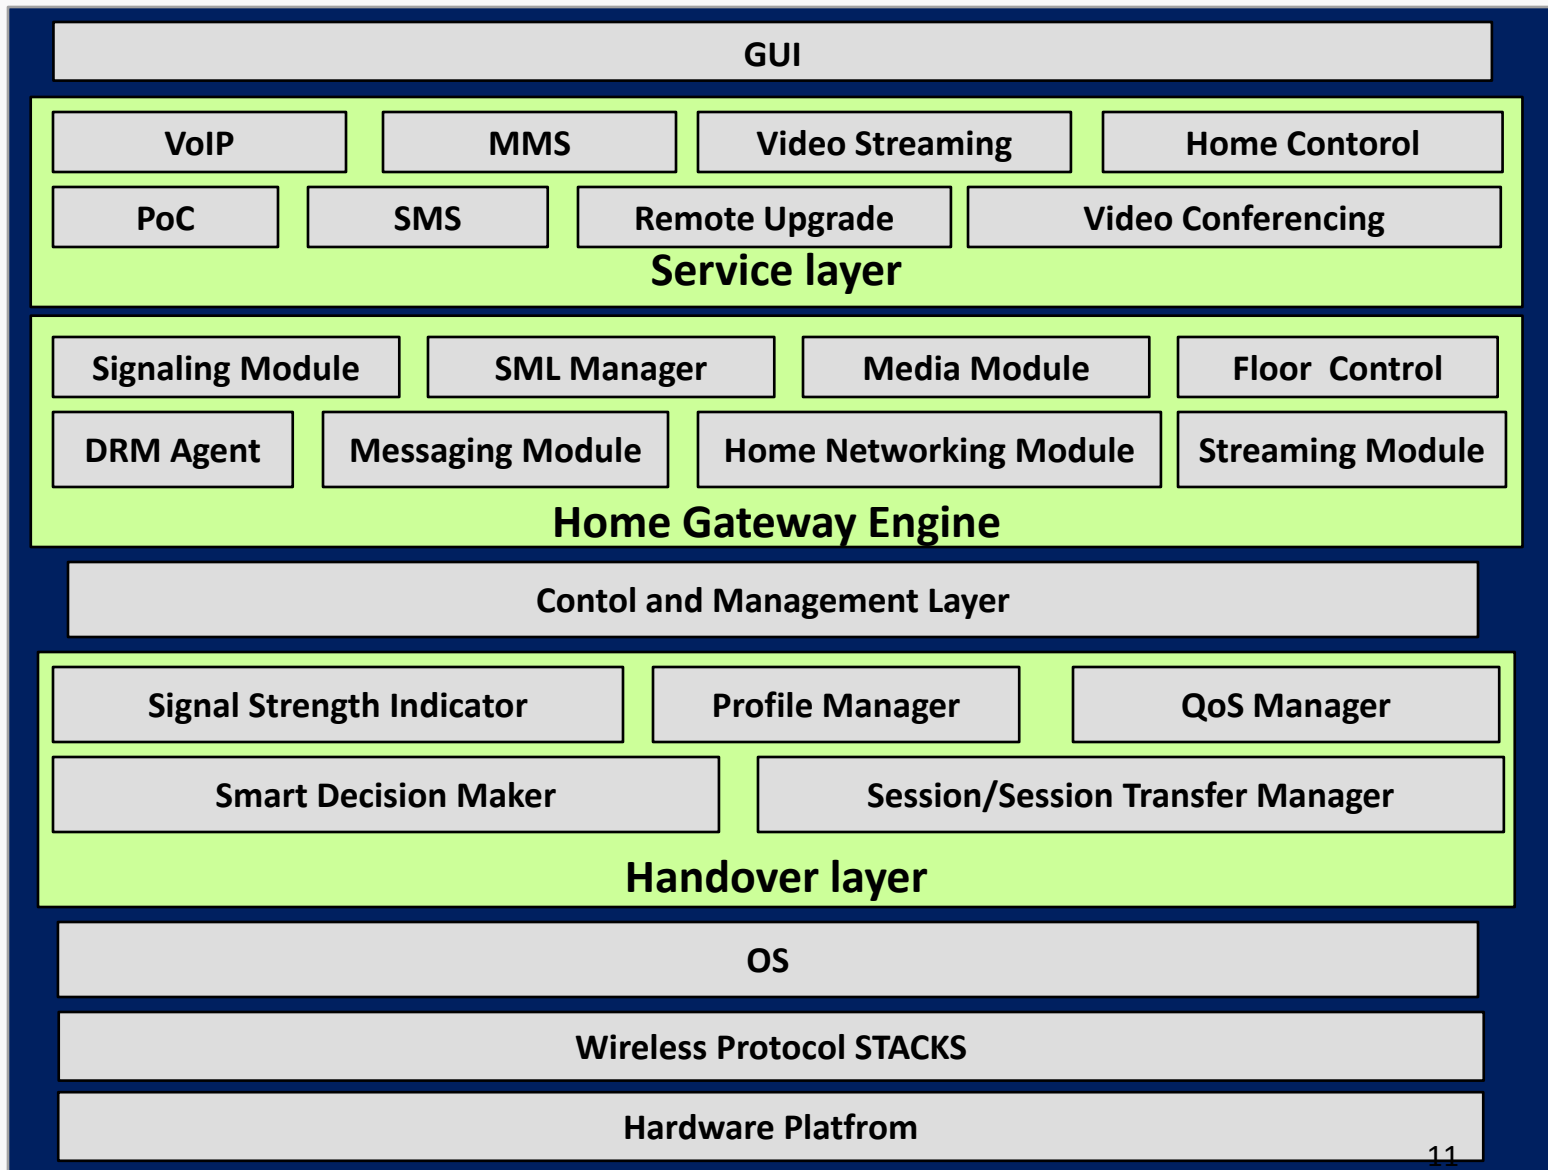 GUI
VoIP MMS Video Streaming Home Contorol
PoC SMS Remote Upgrade Video Conferencing
Service layer
Signaling Module SML Manager Media Module Floor Control
DRM Agent Messaging Module Home Networking Module Streaming Module
Home Gateway Engine
Contol and Management Layer
Signal Strength Indicator Profile Manager QoS Manager
Smart Decision Maker Session/Session Transfer Manager
Handover layer
OS
Wireless Protocol STACKS
Hardware Platfrom
11